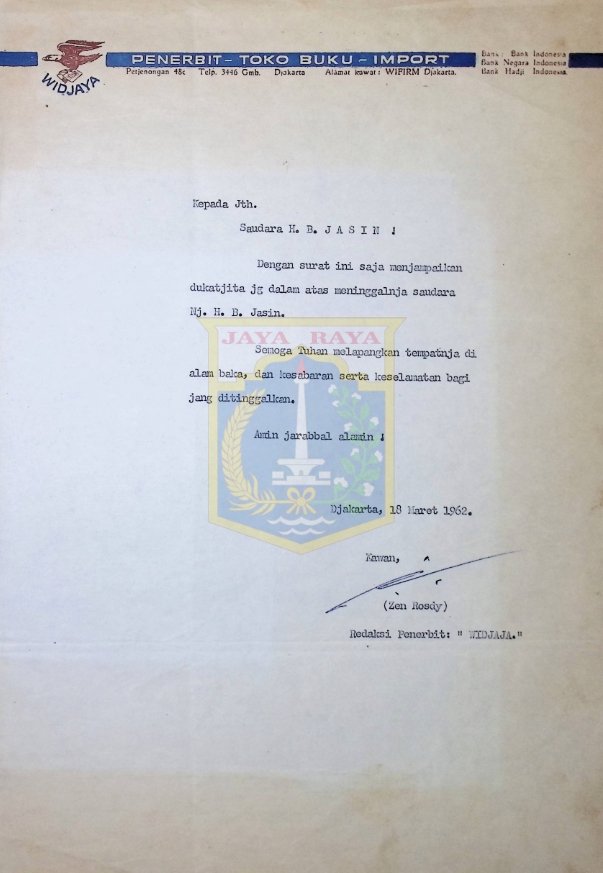 WIDJAYA
PENERBIT - TOKO BUKU - IMPORT
Petjenongan 48c Telp. 3446 Gmb. Djakarta Alamat kawat: WIFIRM Djakarta.
Bank: Bank Indonesia
Bank Negara Indonesia
Bank Hadji Indonesia.
Kepada Jth.
Saudara H. B. J A S I N !
Dengan surat ini saja menjampaikan
dukatjita jg dalam atas meninggalnja saudara
Nj. H. B. Jasin.
JAYA RAYA
Semoga Tuhan melapangkan tempatnja di
alam baka, dan kesabaran serta keselamatan bagi
jang ditinggalkan.
Amin jarabbal alamin !
Djakarta, 18 Maret 1962.
Kawan,
(Zen Rosdy)
Redaksi Penerbit: " WIDJAJA."